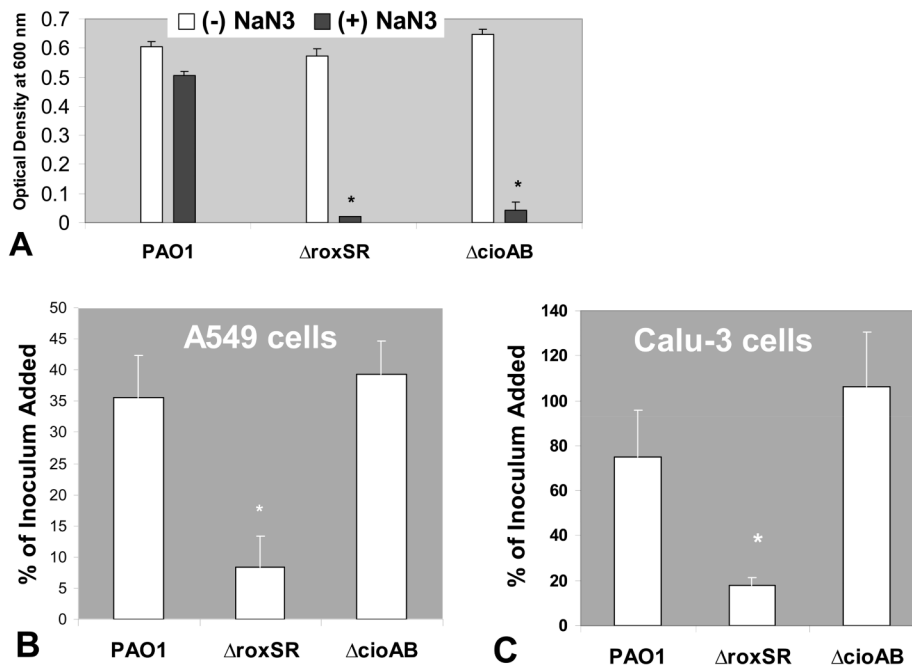 (-) NaN3 (+) NaN3
Optical Density at 600 nm
0.7
0.6
0.5
0.4
0.3
0.2
0.1
0
* *
PAO1 ΔroxSR ΔcioAB
A
A549 cells
% of Inoculum Added
50
45
40
35
30
25
20
15
10
5
0
*
PAO1 ΔroxSR ΔcioAB
B
Calu-3 cells
% of Inoculum Added
140
120
100
80
60
40
20
0
*
PAO1 ΔroxSR ΔcioAB
C